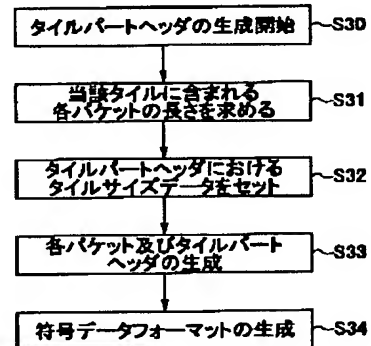 タイルパートヘッダの生成開始 ~S30
当該タイルに含まれる
各パケットの長さを求める ~S31
タイルパートヘッダにおける
タイルサイズデータをセット ~S32
各パケット及びタイルパート
ヘッダの生成 ~S33
符号データフォーマットの生成 ~S34